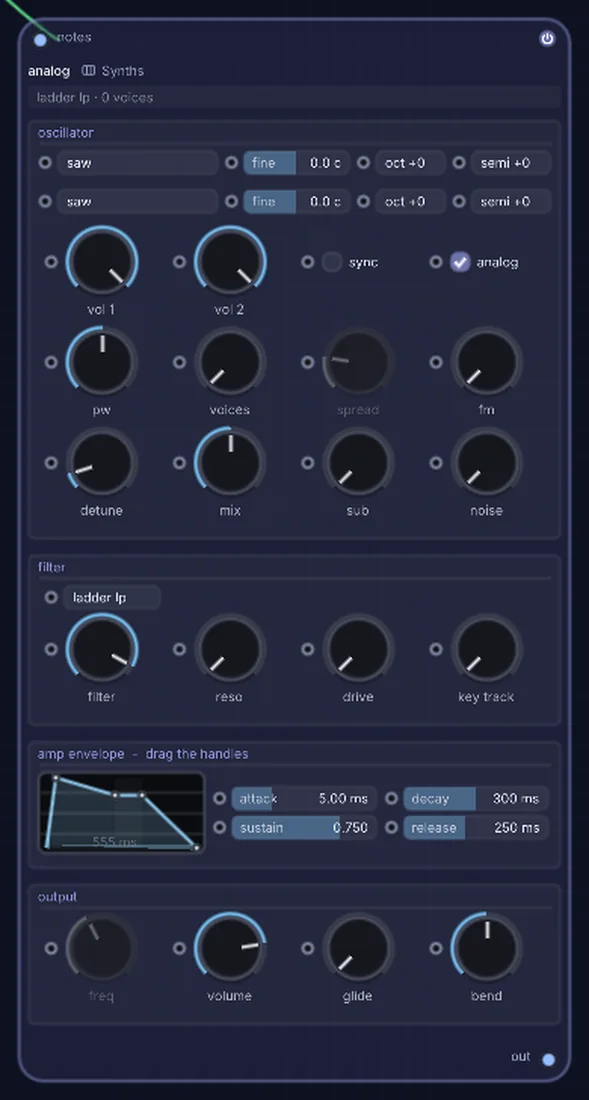 notes
analog Synths
ladder lp · 0 voices
oscillator
saw fine 0.0 c oct +0 semi +0
saw fine 0.0 c oct +0 semi +0
sync analog
vol 1 vol 2
pw voices spread fm
detune mix sub noise
filter
ladder lp
filter reso drive key track
amp envelope - drag the handles
attack 5.00 ms decay 300 ms
sustain 0.750 release 250 ms
555 ms
output
freq volume glide bend
out